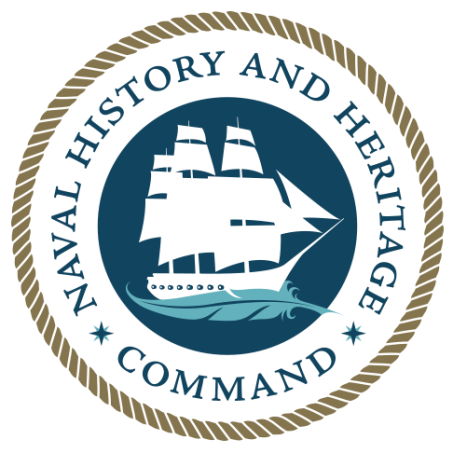 NAVAL HISTORY AND HERITAGE
COMMAND